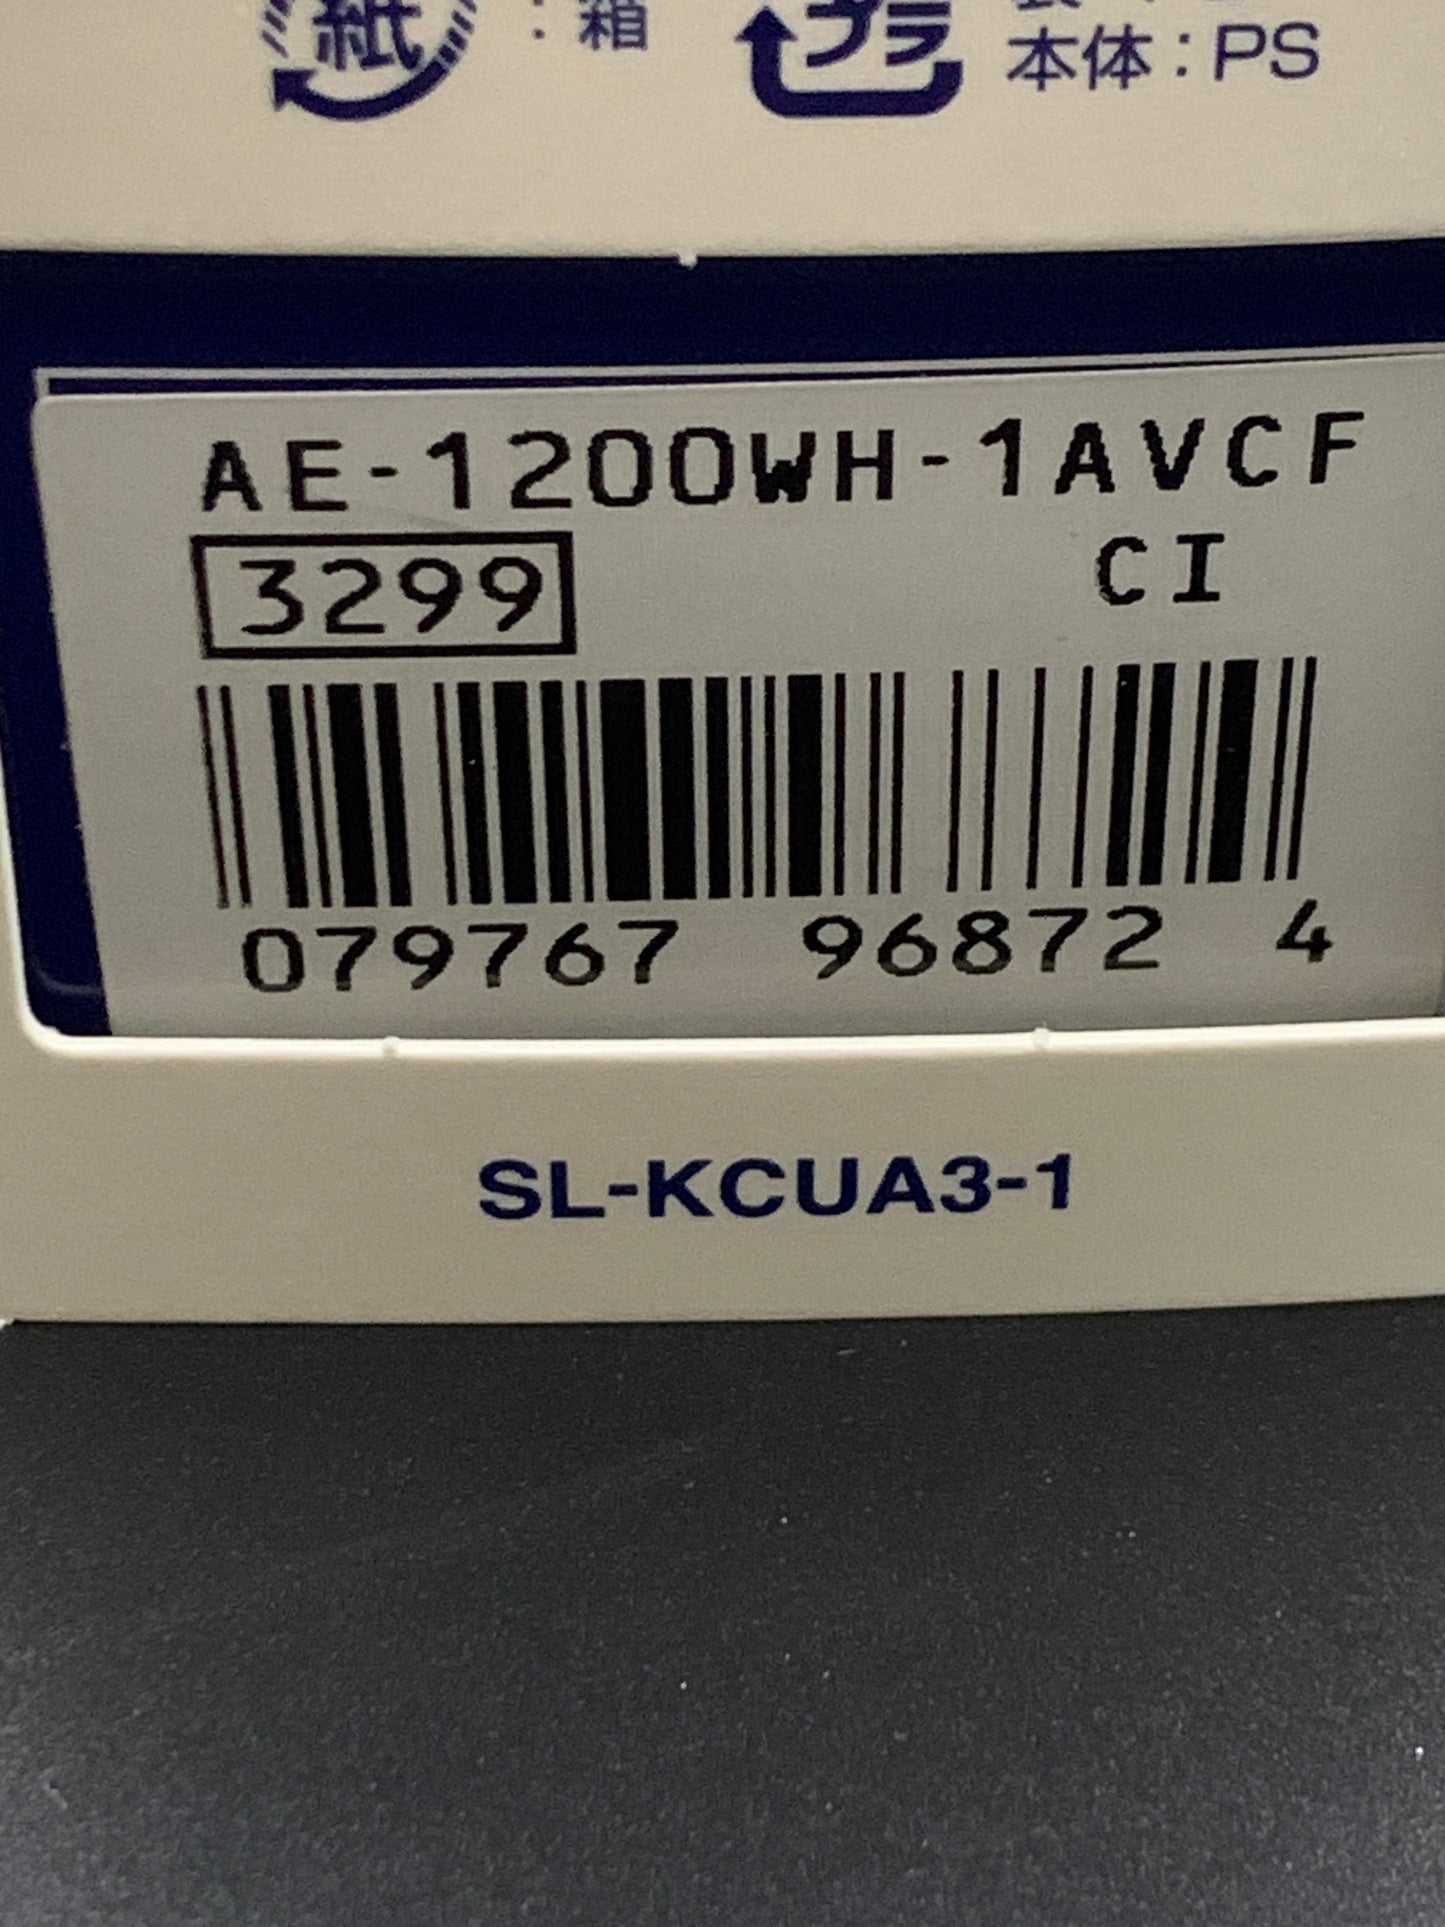 紙 : 箱
プラ
本体 : PS
AE-1200WH-1AVCF
3299 CI
079767 96872 4
SL-KCUA3-1